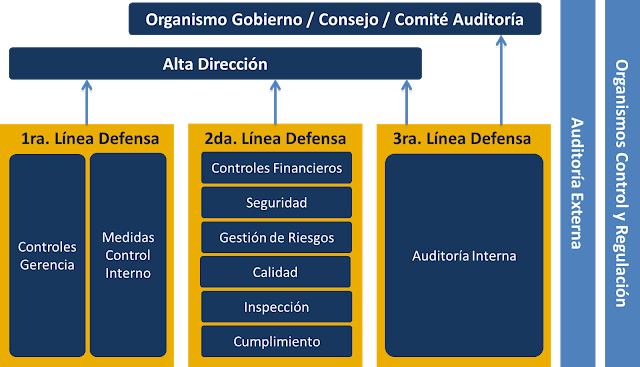 Organismo Gobierno / Consejo / Comité Auditoría
Alta Dirección
1ra. Línea Defensa
Controles
Gerencia
Medidas
Control
Interno
2da. Línea Defensa
Controles Financieros
Seguridad
Gestión de Riesgos
Calidad
Inspección
Cumplimiento
3ra. Línea Defensa
Auditoría Interna
Auditoría Externa
Organismos Control y Regulación